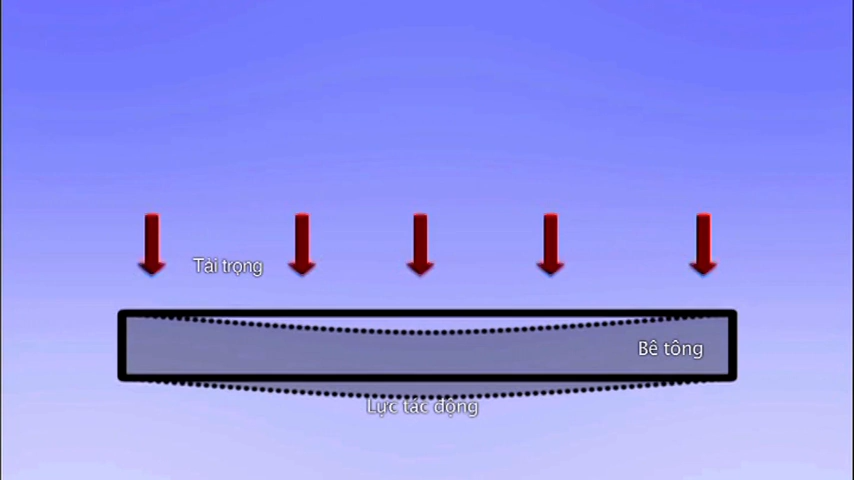 Tải trọng
Bê tông
Lực tác động